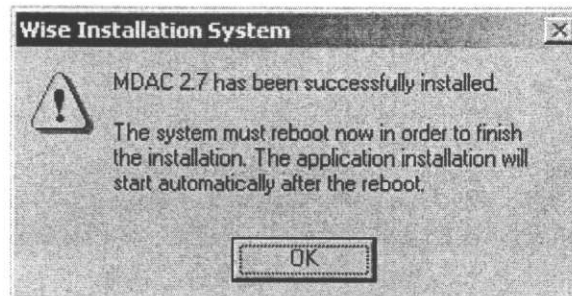 Wise Installation System
MDAC 2.7 has been successfully installed.
The system must reboot now in order to finish
the installation. The application installation will
start automatically after the reboot.
OK